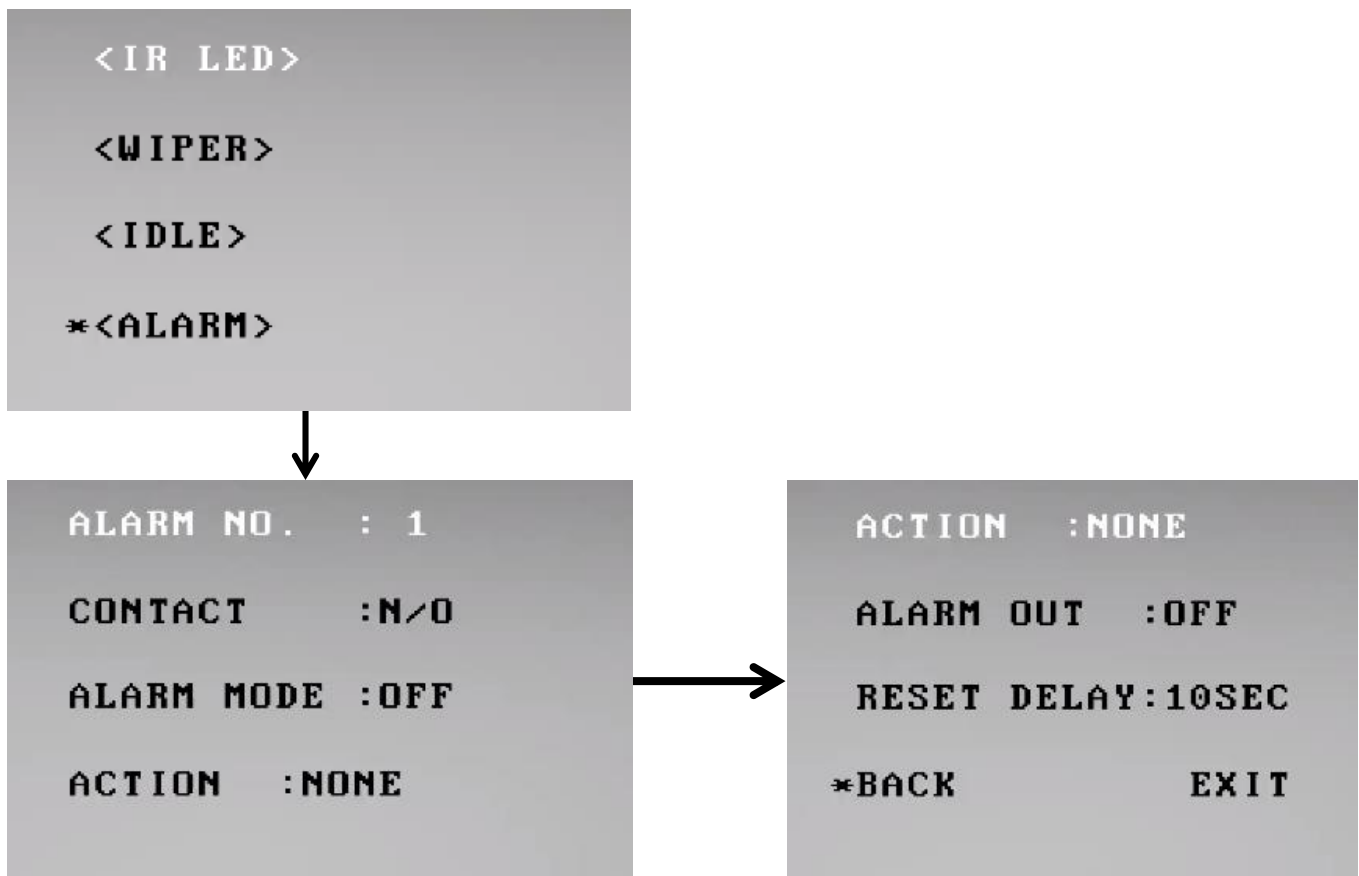 <IR LED>
<WIPER>
<IDLE>
*<ALARM>
ALARM NO. : 1
CONTACT :N/O
ALARM MODE :OFF
ACTION :NONE
ACTION :NONE
ALARM OUT :OFF
RESET DELAY:10SEC
*BACK EXIT